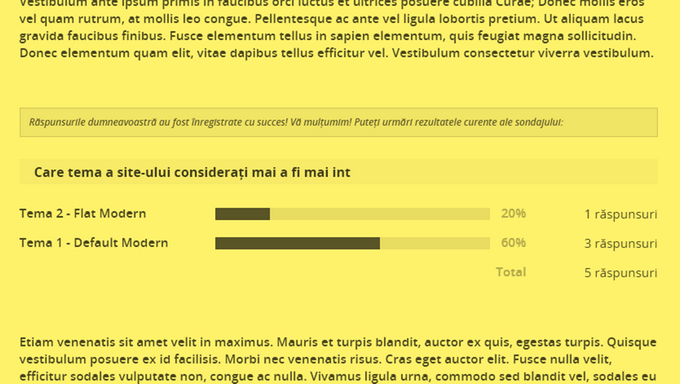 Vestibulum ante ipsum primis in faucibus orci luctus et ultrices posuere cubilia Curae; Donec mollis eros
vel quam rutrum, at mollis leo congue. Pellentesque ac ante vel ligula lobortis pretium. Ut aliquam lacus
gravida faucibus finibus. Fusce elementum tellus in sapien elementum, quis feugiat magna sollicitudin.
Donec elementum quam elit, vitae dapibus tellus efficitur vel. Vestibulum consectetur viverra vestibulum.
Răspunsurile dumneavoastră au fost înregistrate cu succes! Vă mulțumim! Puteți urmări rezultatele curente ale sondajului:
Care tema a site-ului considerați mai a fi mai int
Tema 2 - Flat Modern 20% 1 răspunsuri
Tema 1 - Default Modern 60% 3 răspunsuri
Total 5 răspunsuri
Etiam venenatis sit amet velit in maximus. Mauris et turpis blandit, auctor ex quis, egestas turpis. Quisque
vestibulum posuere ex id facilisis. Morbi nec venenatis risus. Cras eget auctor elit. Fusce nulla velit,
efficitur sodales vulputate non, congue ac nulla. Vivamus ligula urna, commodo sed blandit vel, sodales eu